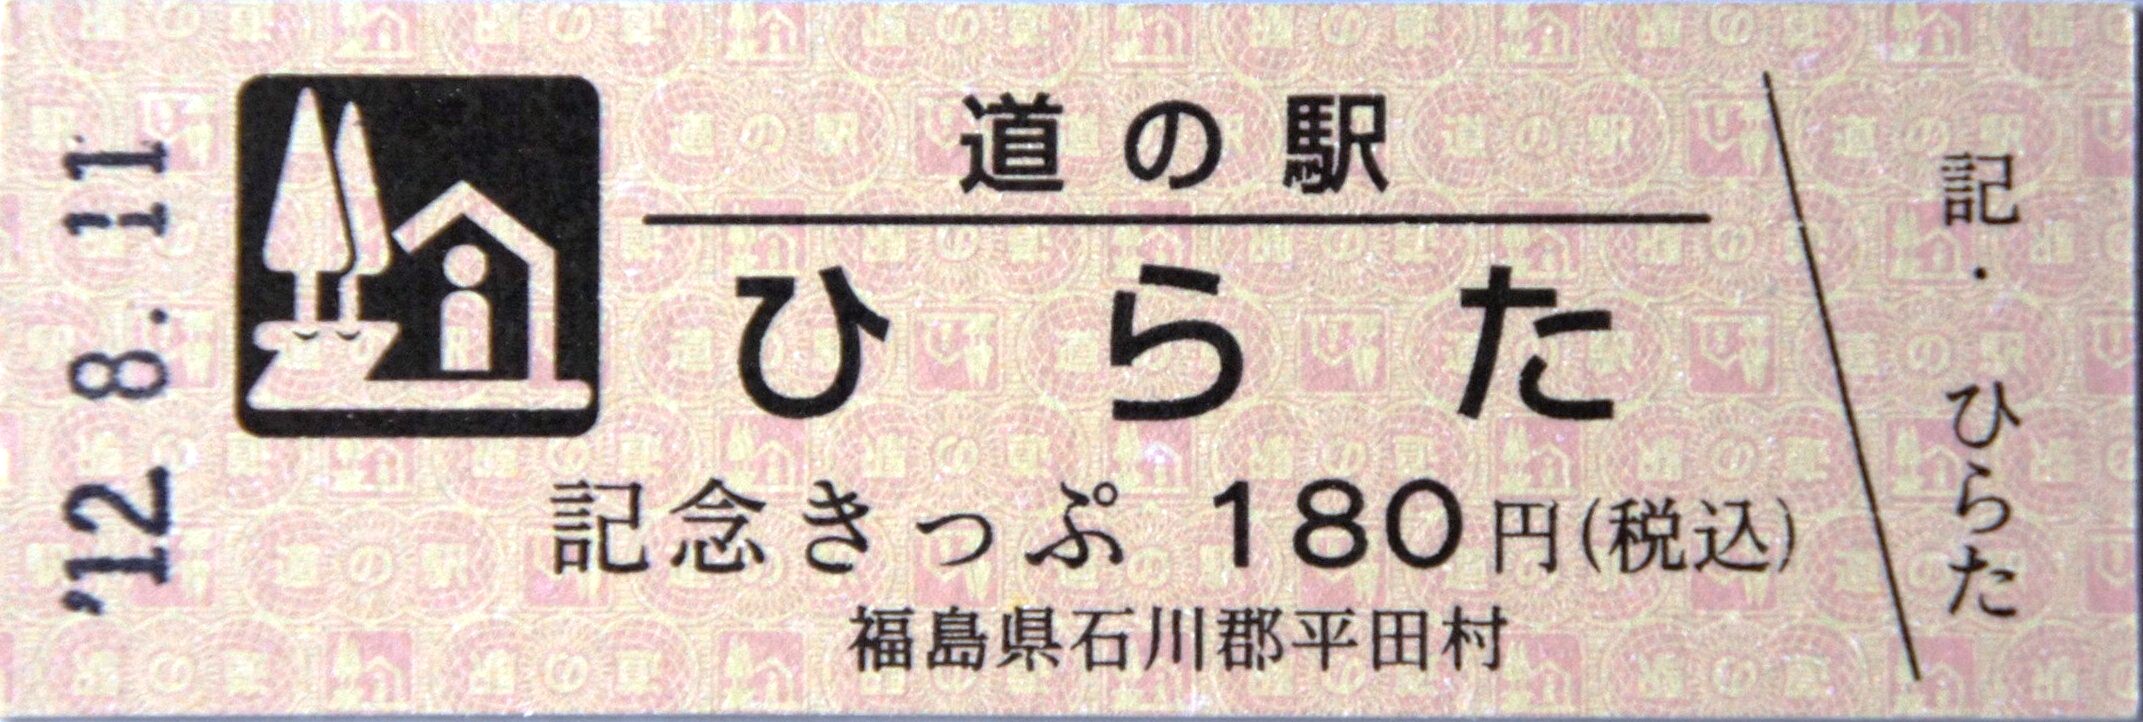 '12.8.11
道の駅
ひらた
記念きっぷ 180円(税込)
福島県石川郡平田村
記・ひらた